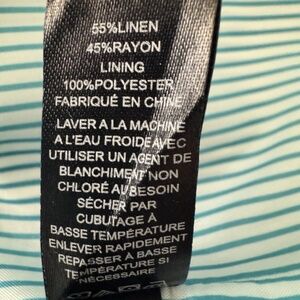 55%LINEN
45%RAYON
LINING
100%POLYESTER
FABRIQUÉ EN CHINE
LAVER A LA MACHINE
A L'EAU FROIDE AVEC
UTILISER UN AGENT DE
BLANCHIMENT NON
CHLORÉ AU BESOIN
SÉCHER PAR
CUBUTAGE À
BASSE TEMPÉRATURE
ENLEVER RAPIDEMENT
REPASSER À BASSE
TEMPÉRATURE SI
NÉCESSAIRE